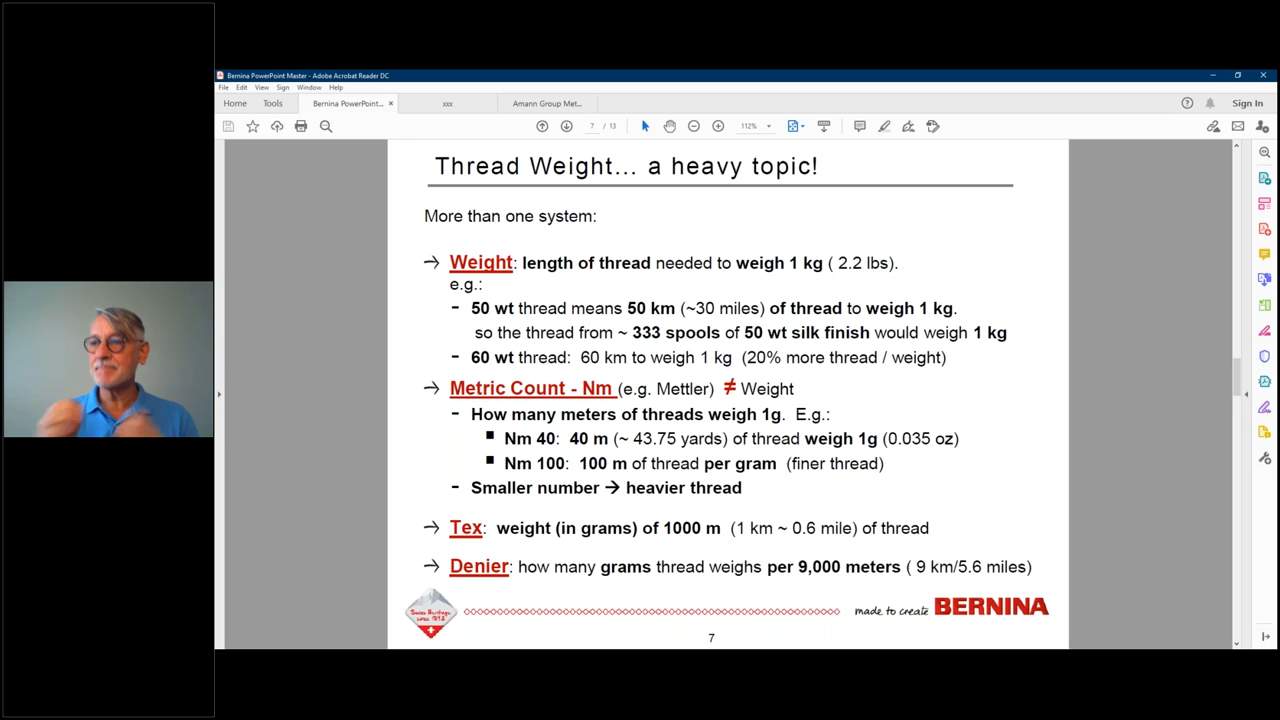 Bernina PowerPoint Master - Adobe Acrobat Reader DC
File Edit View Sign Window Help
Home Tools Bernina PowerPoint... × xxx Amann Group Met... Sign In
7 / 13 112%
Thread Weight... a heavy topic!
More than one system:
→ Weight: length of thread needed to weigh 1 kg ( 2.2 lbs).
e.g.:
- 50 wt thread means 50 km (~30 miles) of thread to weigh 1 kg.
so the thread from ~ 333 spools of 50 wt silk finish would weigh 1 kg
- 60 wt thread: 60 km to weigh 1 kg (20% more thread / weight)
→ Metric Count - Nm (e.g. Mettler) ≠ Weight
- How many meters of threads weigh 1g. E.g.:
▪ Nm 40: 40 m (~ 43.75 yards) of thread weigh 1g (0.035 oz)
▪ Nm 100: 100 m of thread per gram (finer thread)
- Smaller number → heavier thread
→ Tex: weight (in grams) of 1000 m (1 km ~ 0.6 mile) of thread
→ Denier: how many grams thread weighs per 9,000 meters ( 9 km/5.6 miles)
Swiss Heritage
since 1893
made to create BERNINA
7